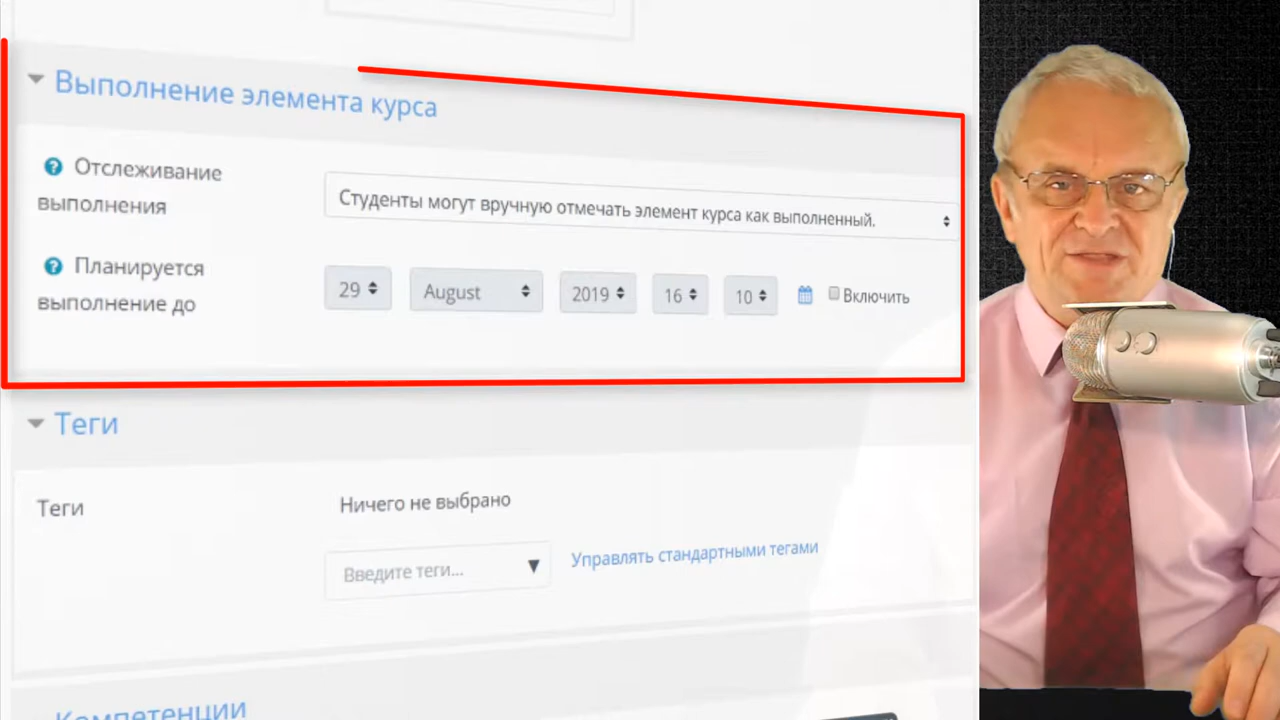 Выполнение элемента курса
Отслеживание
выполнения
Студенты могут вручную отмечать элемент курса как выполненный.
Планируется
выполнение до
29 August 2019 16 10 Включить
Теги
Теги
Ничего не выбрано
Введите теги...
Управлять стандартными тегами
Компетенции